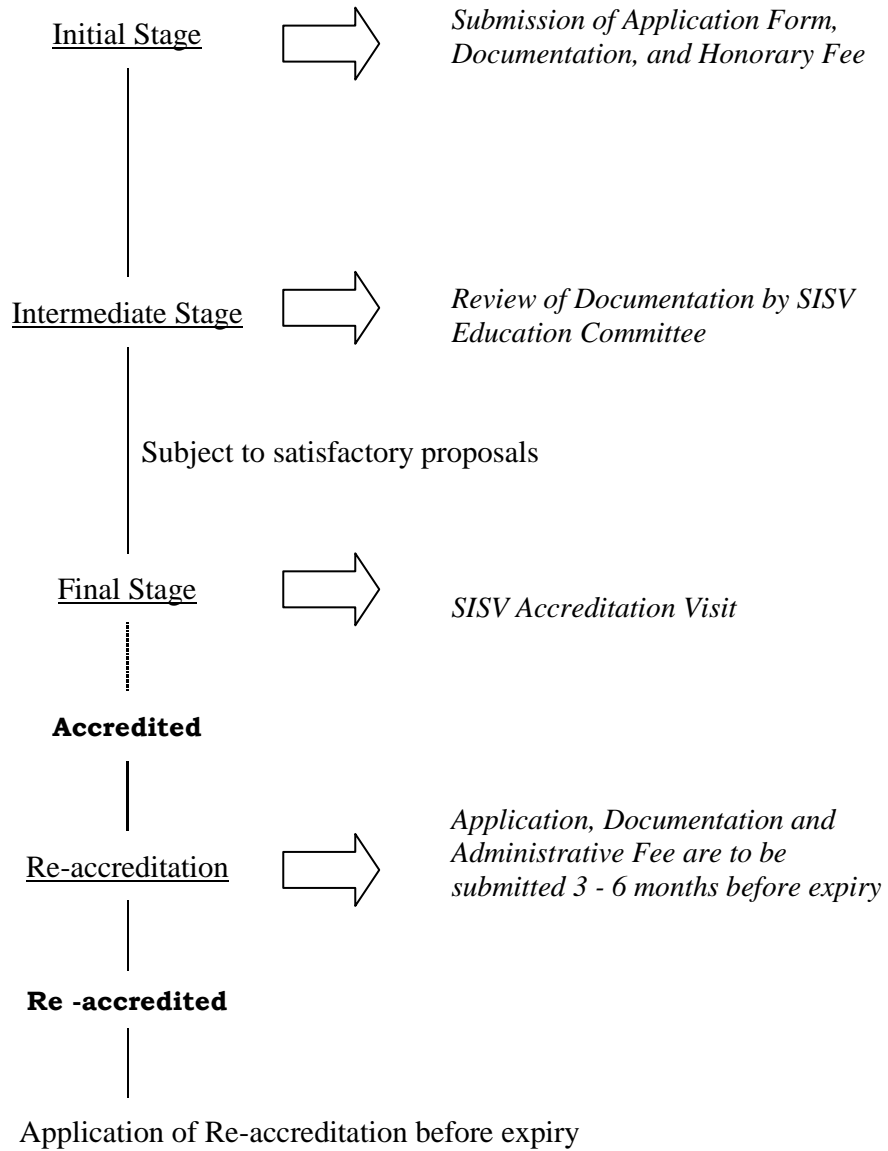 Initial Stage
Submission of Application Form,
Documentation, and Honorary Fee
Intermediate Stage
Review of Documentation by SISV
Education Committee
Subject to satisfactory proposals
Final Stage
SISV Accreditation Visit
Accredited
Re-accreditation
Application, Documentation and
Administrative Fee are to be
submitted 3 - 6 months before expiry
Re -accredited
Application of Re-accreditation before expiry